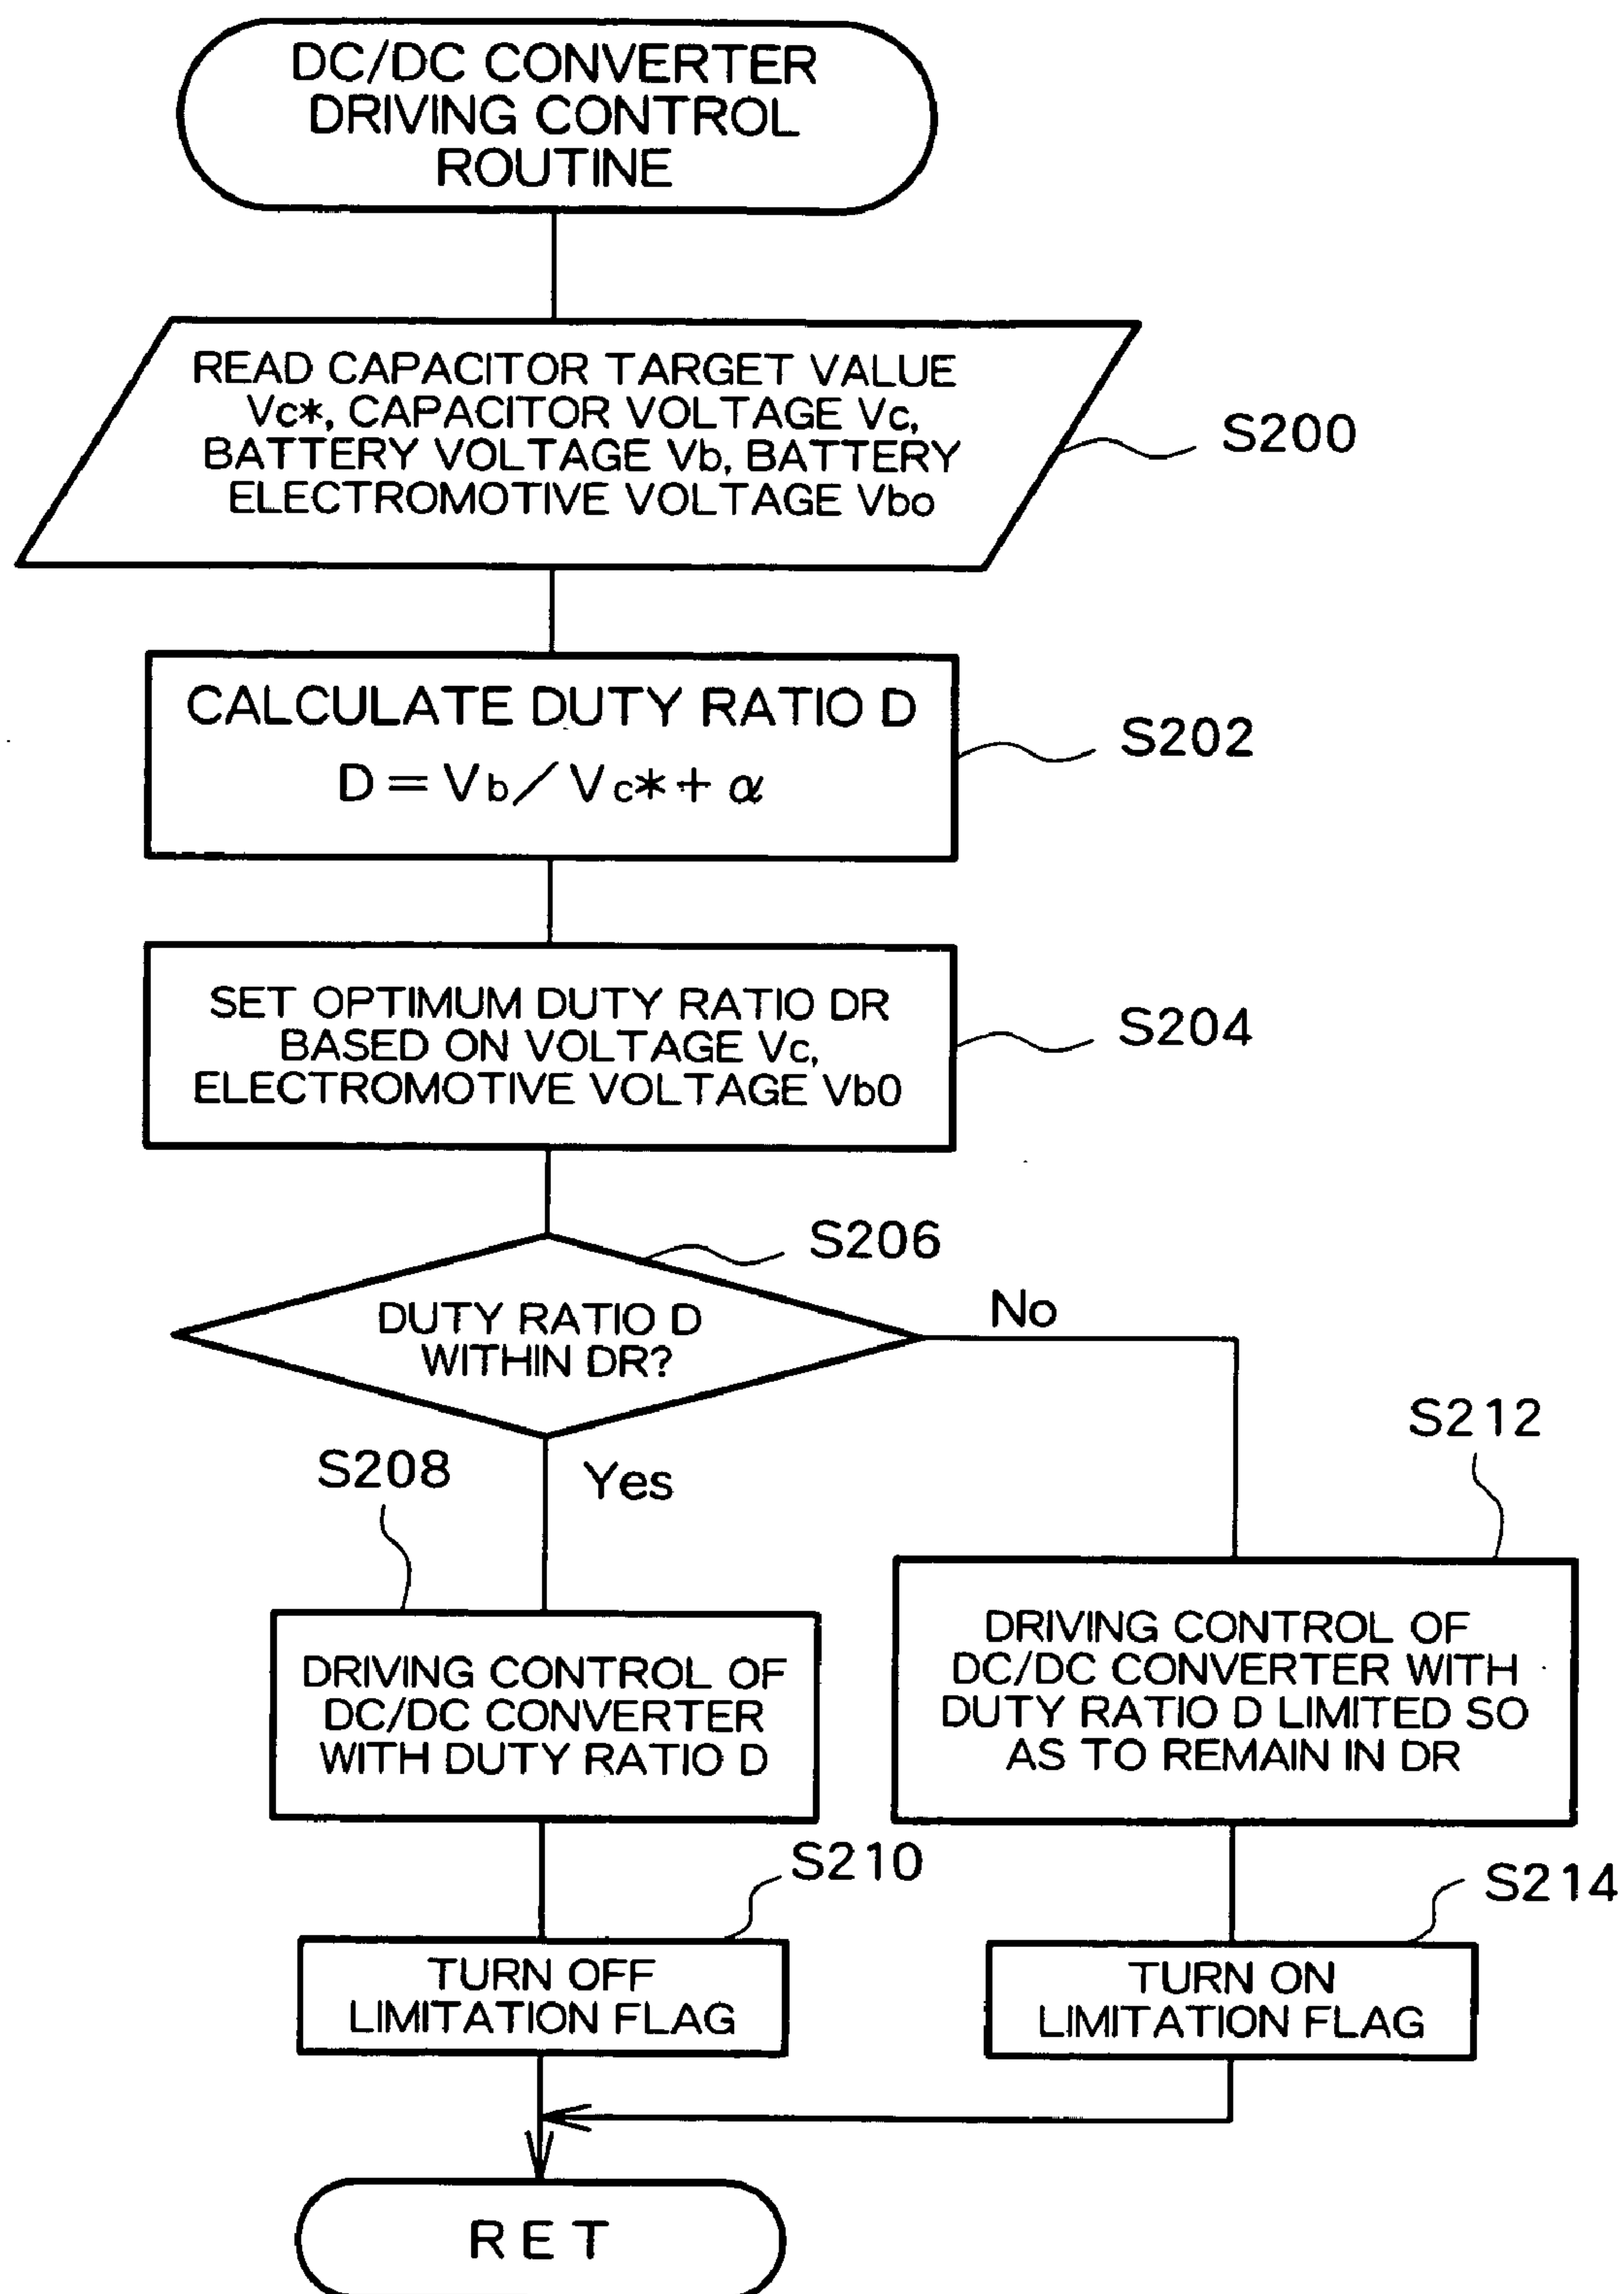 DC/DC CONVERTER
DRIVING CONTROL
ROUTINE
READ CAPACITOR TARGET VALUE
Vc*, CAPACITOR VOLTAGE Vc,
BATTERY VOLTAGE Vb, BATTERY
ELECTROMOTIVE VOLTAGE Vbo
S200
CALCULATE DUTY RATIO D
D = Vb / Vc* + α
S202
SET OPTIMUM DUTY RATIO DR
BASED ON VOLTAGE Vc,
ELECTROMOTIVE VOLTAGE Vb0
S204
S206
DUTY RATIO D
WITHIN DR?
No
Yes
S208
DRIVING CONTROL OF
DC/DC CONVERTER
WITH DUTY RATIO D
S212
DRIVING CONTROL OF
DC/DC CONVERTER WITH
DUTY RATIO D LIMITED SO
AS TO REMAIN IN DR
S210
TURN OFF
LIMITATION FLAG
S214
TURN ON
LIMITATION FLAG
RET